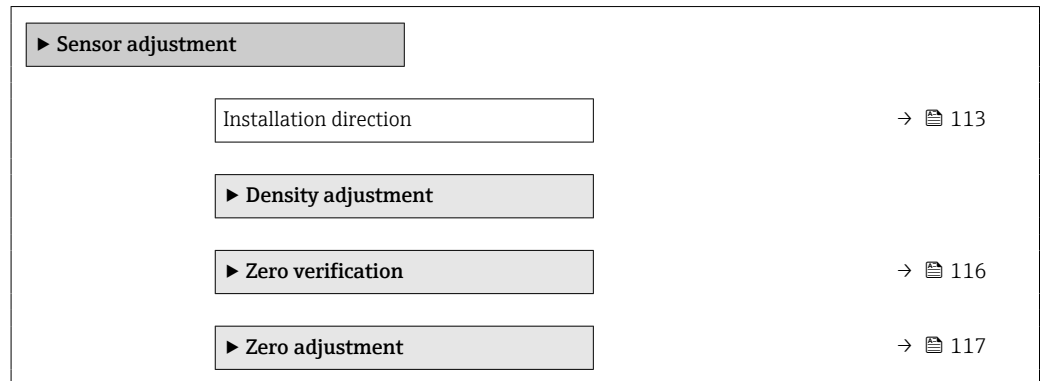 ▶ Sensor adjustment
Installation direction → 113
▶ Density adjustment
▶ Zero verification → 116
▶ Zero adjustment → 117